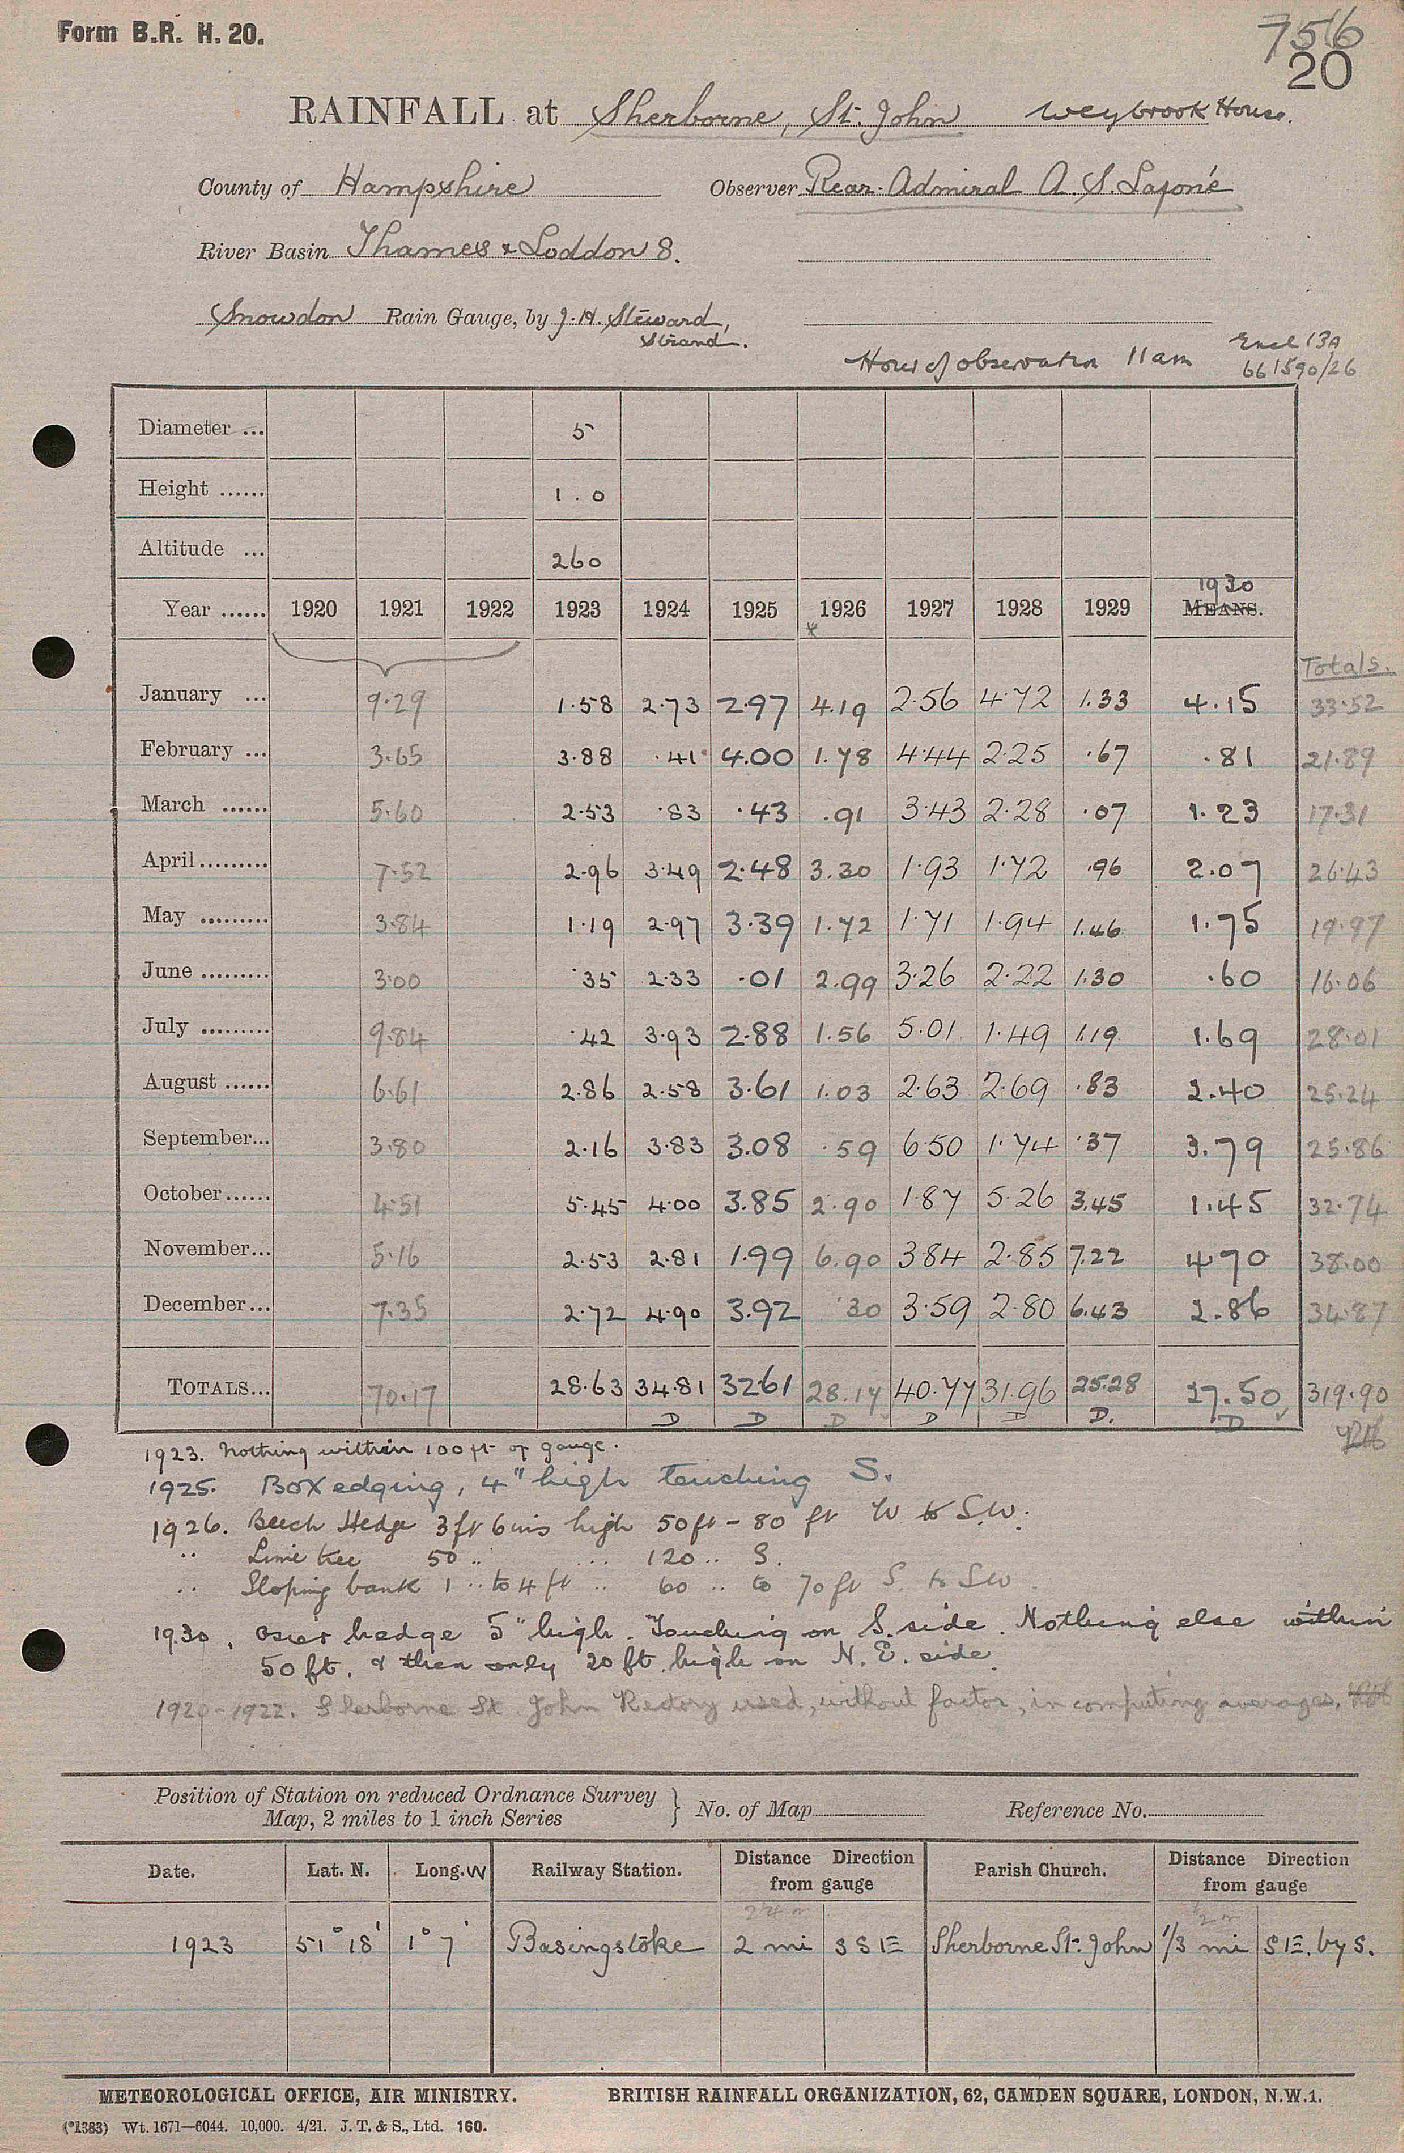 Form B.R. H. 20.
7516
20
RAINFALL at Sherborne, St. John Weybrook House.
County of Hampshire Observer Rear-Admiral A. S. Lafone
River Basin Thames & Loddon 8.
Snowdon Rain Gauge, by J. H. Steward, Strand.
Hour of observation 11 am
Encl 13A
661590/26
Diameter ... 5
Height ...... 1.0
Altitude ... 260
Year ...... 1920 1921 1922 1923 1924 1925 1926 1927 1928 1929 1930 MEANS.
Totals.
January ... 9.29 1.58 2.73 2.97 4.19 2.56 4.72 1.33 4.15 33.52
February ... 3.65 3.88 .41 4.00 1.78 4.44 2.25 .67 .81 21.89
March ...... 5.60 2.53 .83 .43 .91 3.43 2.28 .07 1.23 17.31
April ......... 7.52 2.96 3.49 2.48 3.30 1.93 1.72 .96 2.07 26.43
May ......... 3.84 1.19 2.97 3.39 1.72 1.71 1.94 1.46 1.75 19.97
June ......... 3.00 .35 2.33 .01 2.99 3.26 2.22 1.30 .60 16.06
July ......... 9.84 .42 3.93 2.88 1.56 5.01 1.49 1.19 1.69 28.01
August ...... 6.61 2.86 2.58 3.61 1.03 2.63 2.69 .83 2.40 25.24
September... 3.80 2.16 3.83 3.08 .59 6.50 1.74 .37 3.79 25.86
October...... 4.51 5.45 4.00 3.85 2.90 1.87 5.26 3.45 1.45 32.74
November... 5.16 2.53 2.81 1.99 6.90 3.84 2.85 7.22 4.70 38.00
December... 7.35 2.72 4.90 3.92 .30 3.59 2.80 6.43 2.86 34.87
TOTALS... 70.17 28.63 34.81 32.61 28.17 40.77 31.96 25.28 27.50 319.90
D D D D D D. D
1923. Nothing within 100 ft of gauge.
1925. Box edging, 4" high touching S.
1926. Beech Hedge 3 ft 6 ins high 50 ft - 80 ft W to S.W.
" Lime tree 50 " " 120 " S.
" Sloping bank 1 " to 4 ft " 60 " to 70 ft S. to SW.
1930. Osier hedge 5" high. Touching on S. side. Nothing else within
50 ft. & then only 20 ft. high on N. E. side.
1920-1922. Sherborne St John Rectory used, without factor, in computing averages.
Position of Station on reduced Ordnance Survey
Map, 2 miles to 1 inch Series } No. of Map Reference No.
Date. Lat. N. Long. W Railway Station. Distance Direction from gauge Parish Church. Distance Direction from gauge
1923 51° 18' 1° 7' Basingstoke 2 mi SSE Sherborne St. John 1/3 mi SE. by S.
METEOROLOGICAL OFFICE, AIR MINISTRY. BRITISH RAINFALL ORGANIZATION, 62, CAMDEN SQUARE, LONDON, N.W.1.
(*1383) Wt. 1671—6044. 10,000. 4/21. J. T. & S., Ltd. 160.